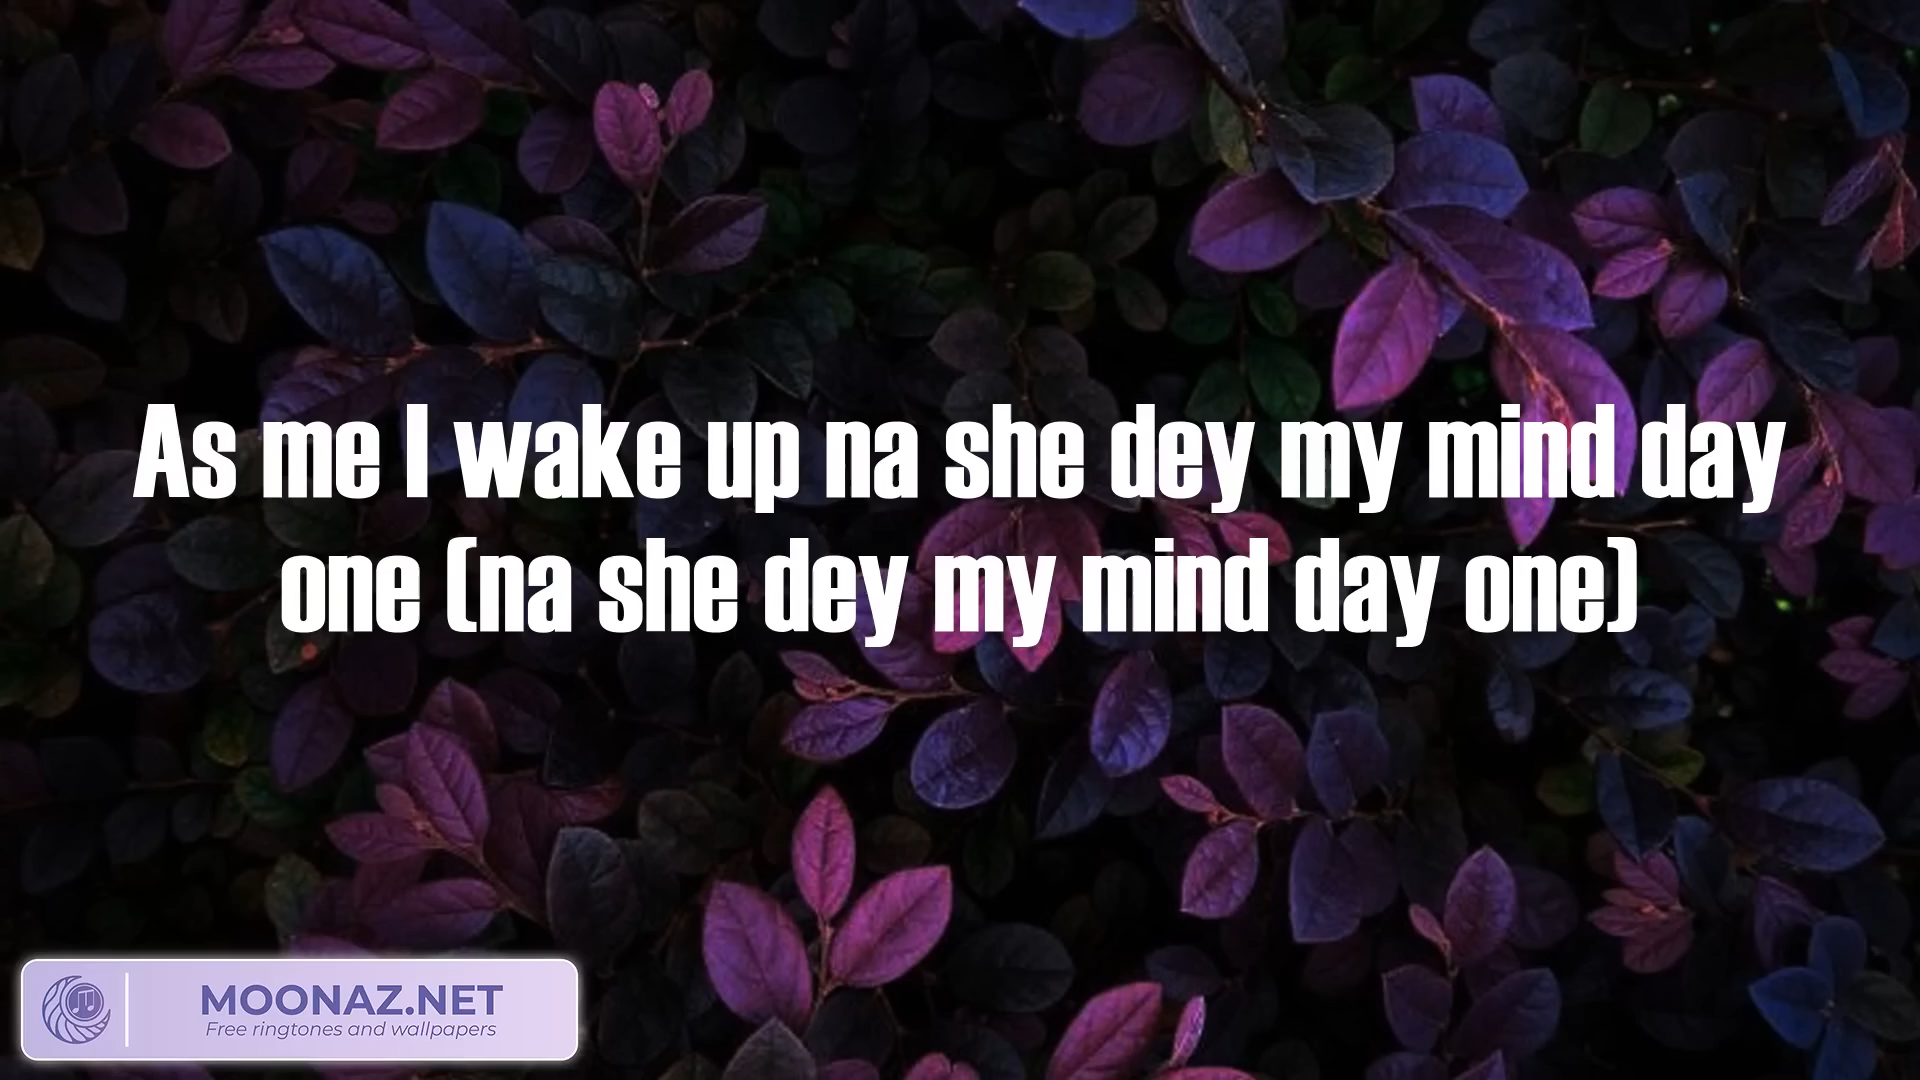 As me I wake up na she dey my mind day
one (na she dey my mind day one)
MOONAZ.NET
Free ringtones and wallpapers